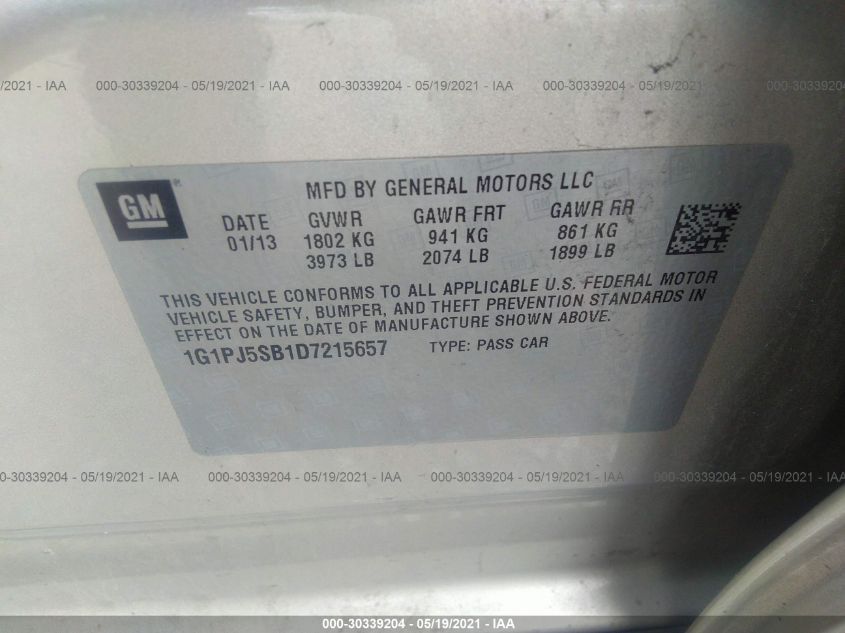 /2021 - IAA 000-30339204 - 05/19/2021 - IAA 000-30339204 - 05/19/2021 - IAA 000-30339204 - 05/19/2021 - IAA 000-30
GM ®
MFD BY GENERAL MOTORS LLC
DATE GVWR GAWR FRT GAWR RR
01/13 1802 KG 941 KG 861 KG
3973 LB 2074 LB 1899 LB
THIS VEHICLE CONFORMS TO ALL APPLICABLE U.S. FEDERAL MOTOR
VEHICLE SAFETY, BUMPER, AND THEFT PREVENTION STANDARDS IN
EFFECT ON THE DATE OF MANUFACTURE SHOWN ABOVE.
1G1PJ5SB1D7215657 TYPE: PASS CAR
0-30339204 - 05/19/2021 - IAA 000-30339204 - 05/19/2021 - IAA 000-30339204 - 05/19/2021 - IAA 000-30339204 - 05/19/2021
000-30339204 - 05/19/2021 - IAA